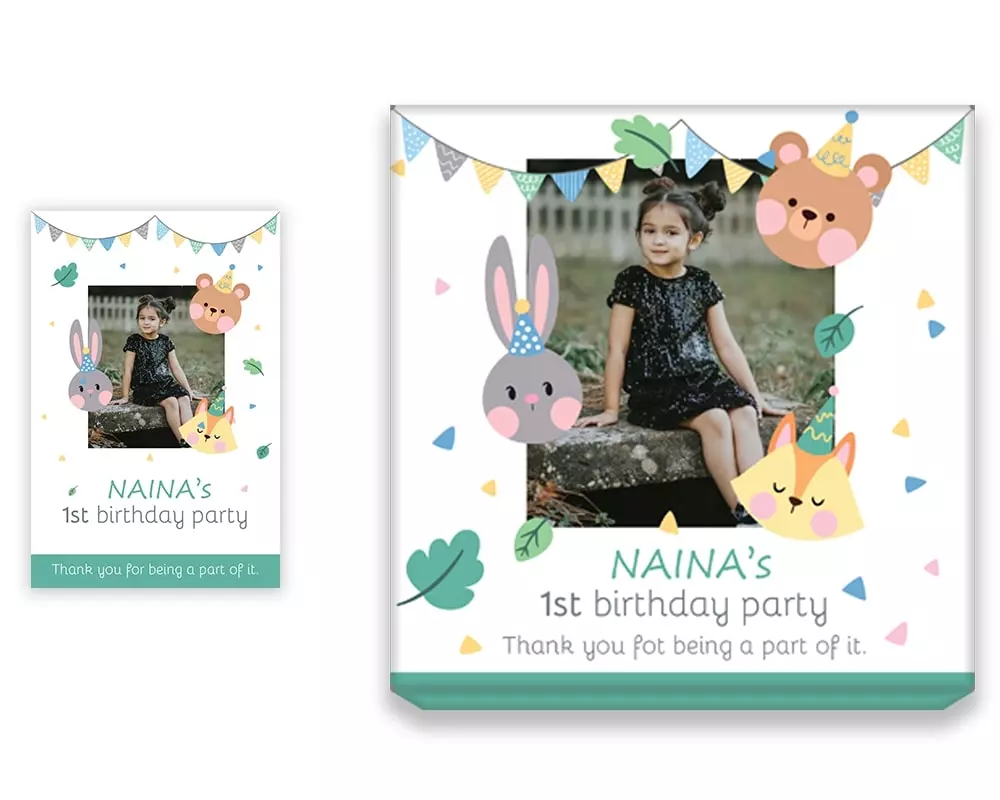 NAINA's
1st birthday party
Thank you for being a part of it.
NAINA's
1st birthday party
Thank you fot being a part of it.